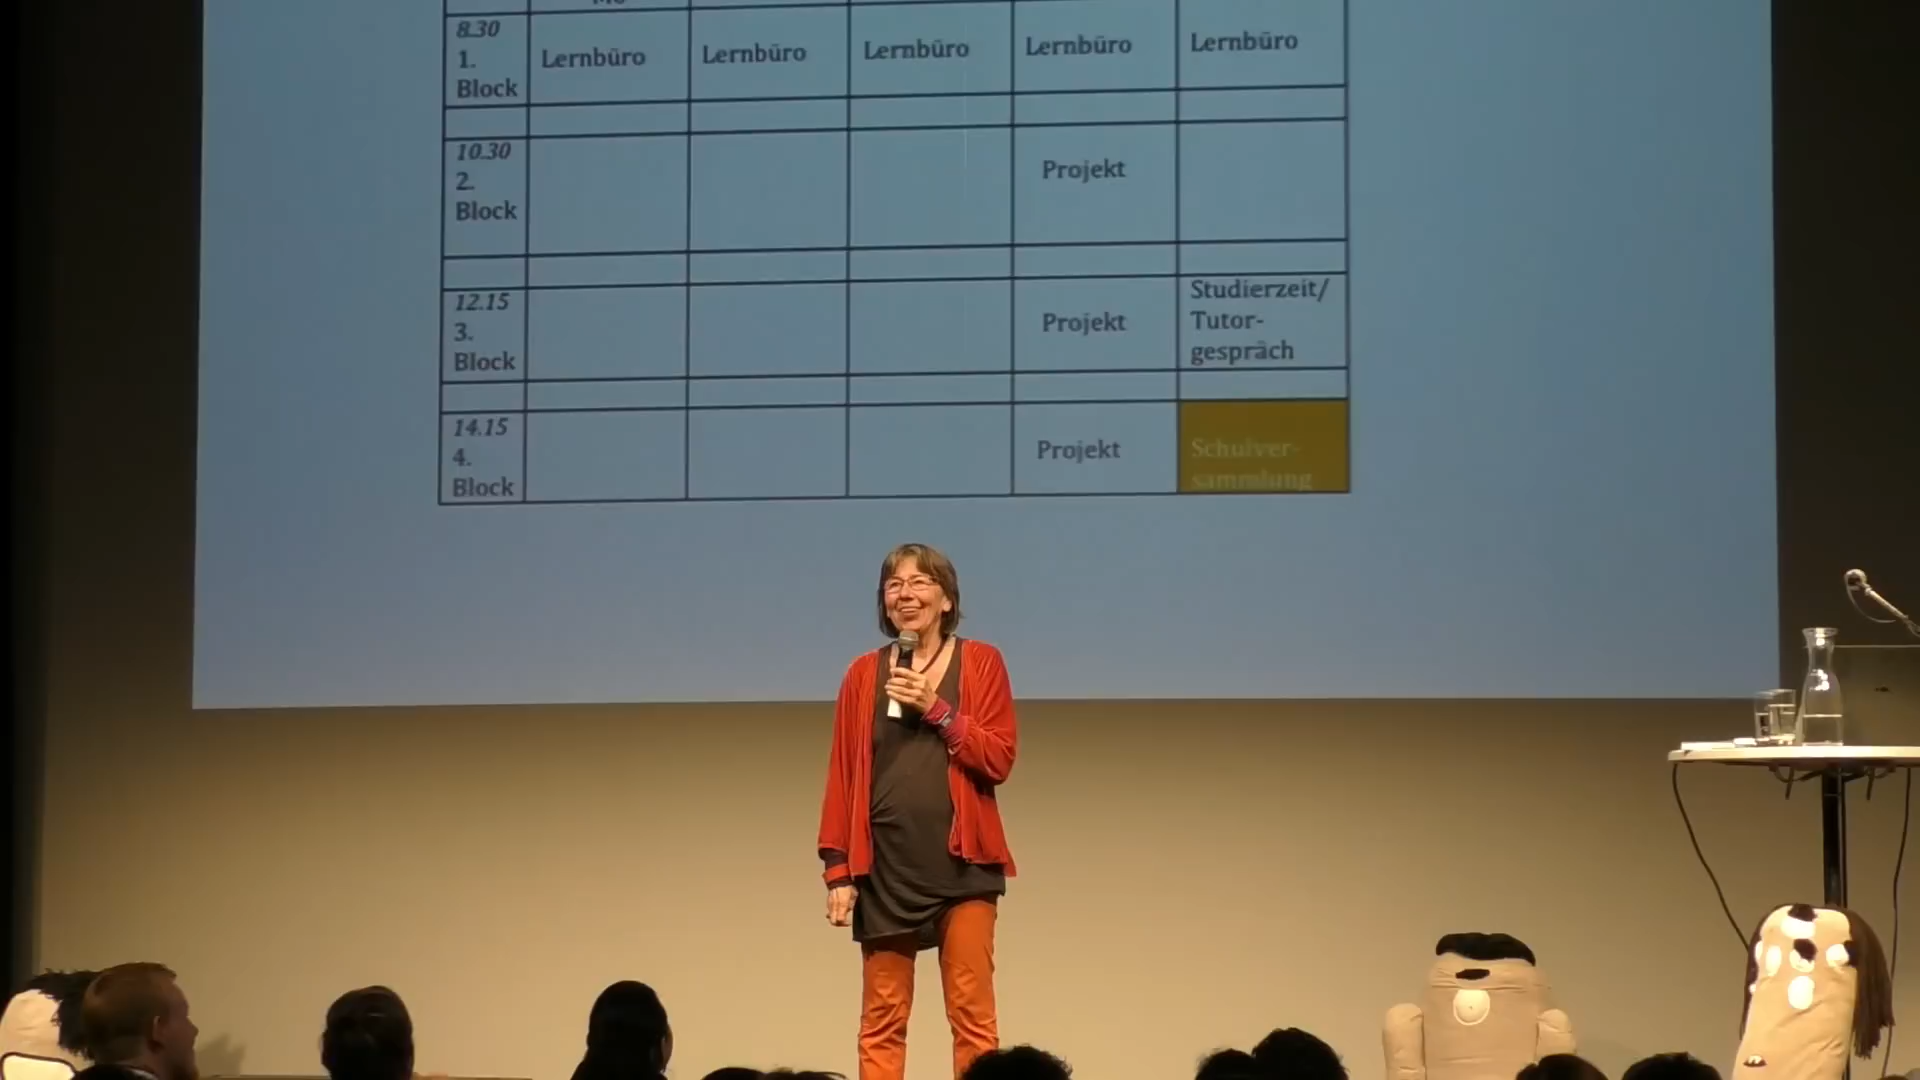 8.30
1.
Block
Lernbüro
Lernbüro
Lernbüro
Lernbüro
Lernbüro
10.30
2.
Block
Projekt
12.15
3.
Block
Projekt
Studierzeit/
Tutor-
gespräch
14.15
4.
Block
Projekt
Schulver-
sammlung